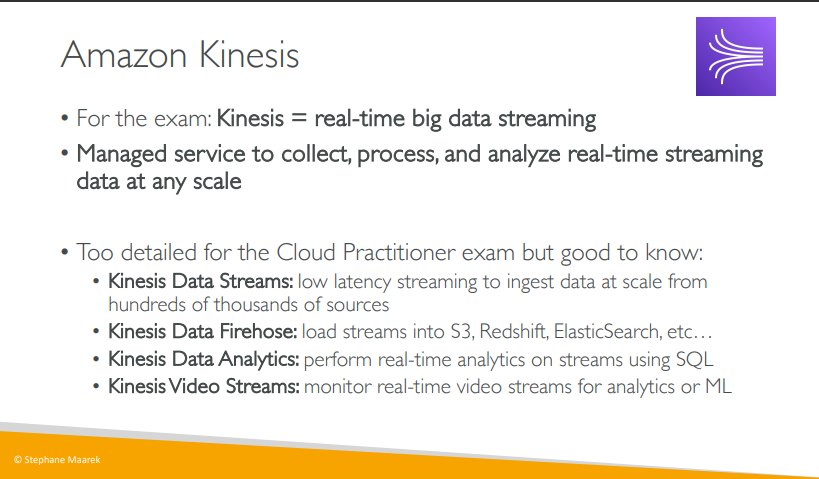 Amazon Kinesis
• For the exam: Kinesis = real-time big data streaming
• Managed service to collect, process, and analyze real-time streaming
data at any scale
• Too detailed for the Cloud Practitioner exam but good to know:
• Kinesis Data Streams: low latency streaming to ingest data at scale from
hundreds of thousands of sources
• Kinesis Data Firehose: load streams into S3, Redshift, ElasticSearch, etc…
• Kinesis Data Analytics: perform real-time analytics on streams using SQL
• Kinesis Video Streams: monitor real-time video streams for analytics or ML
© Stephane Maarek